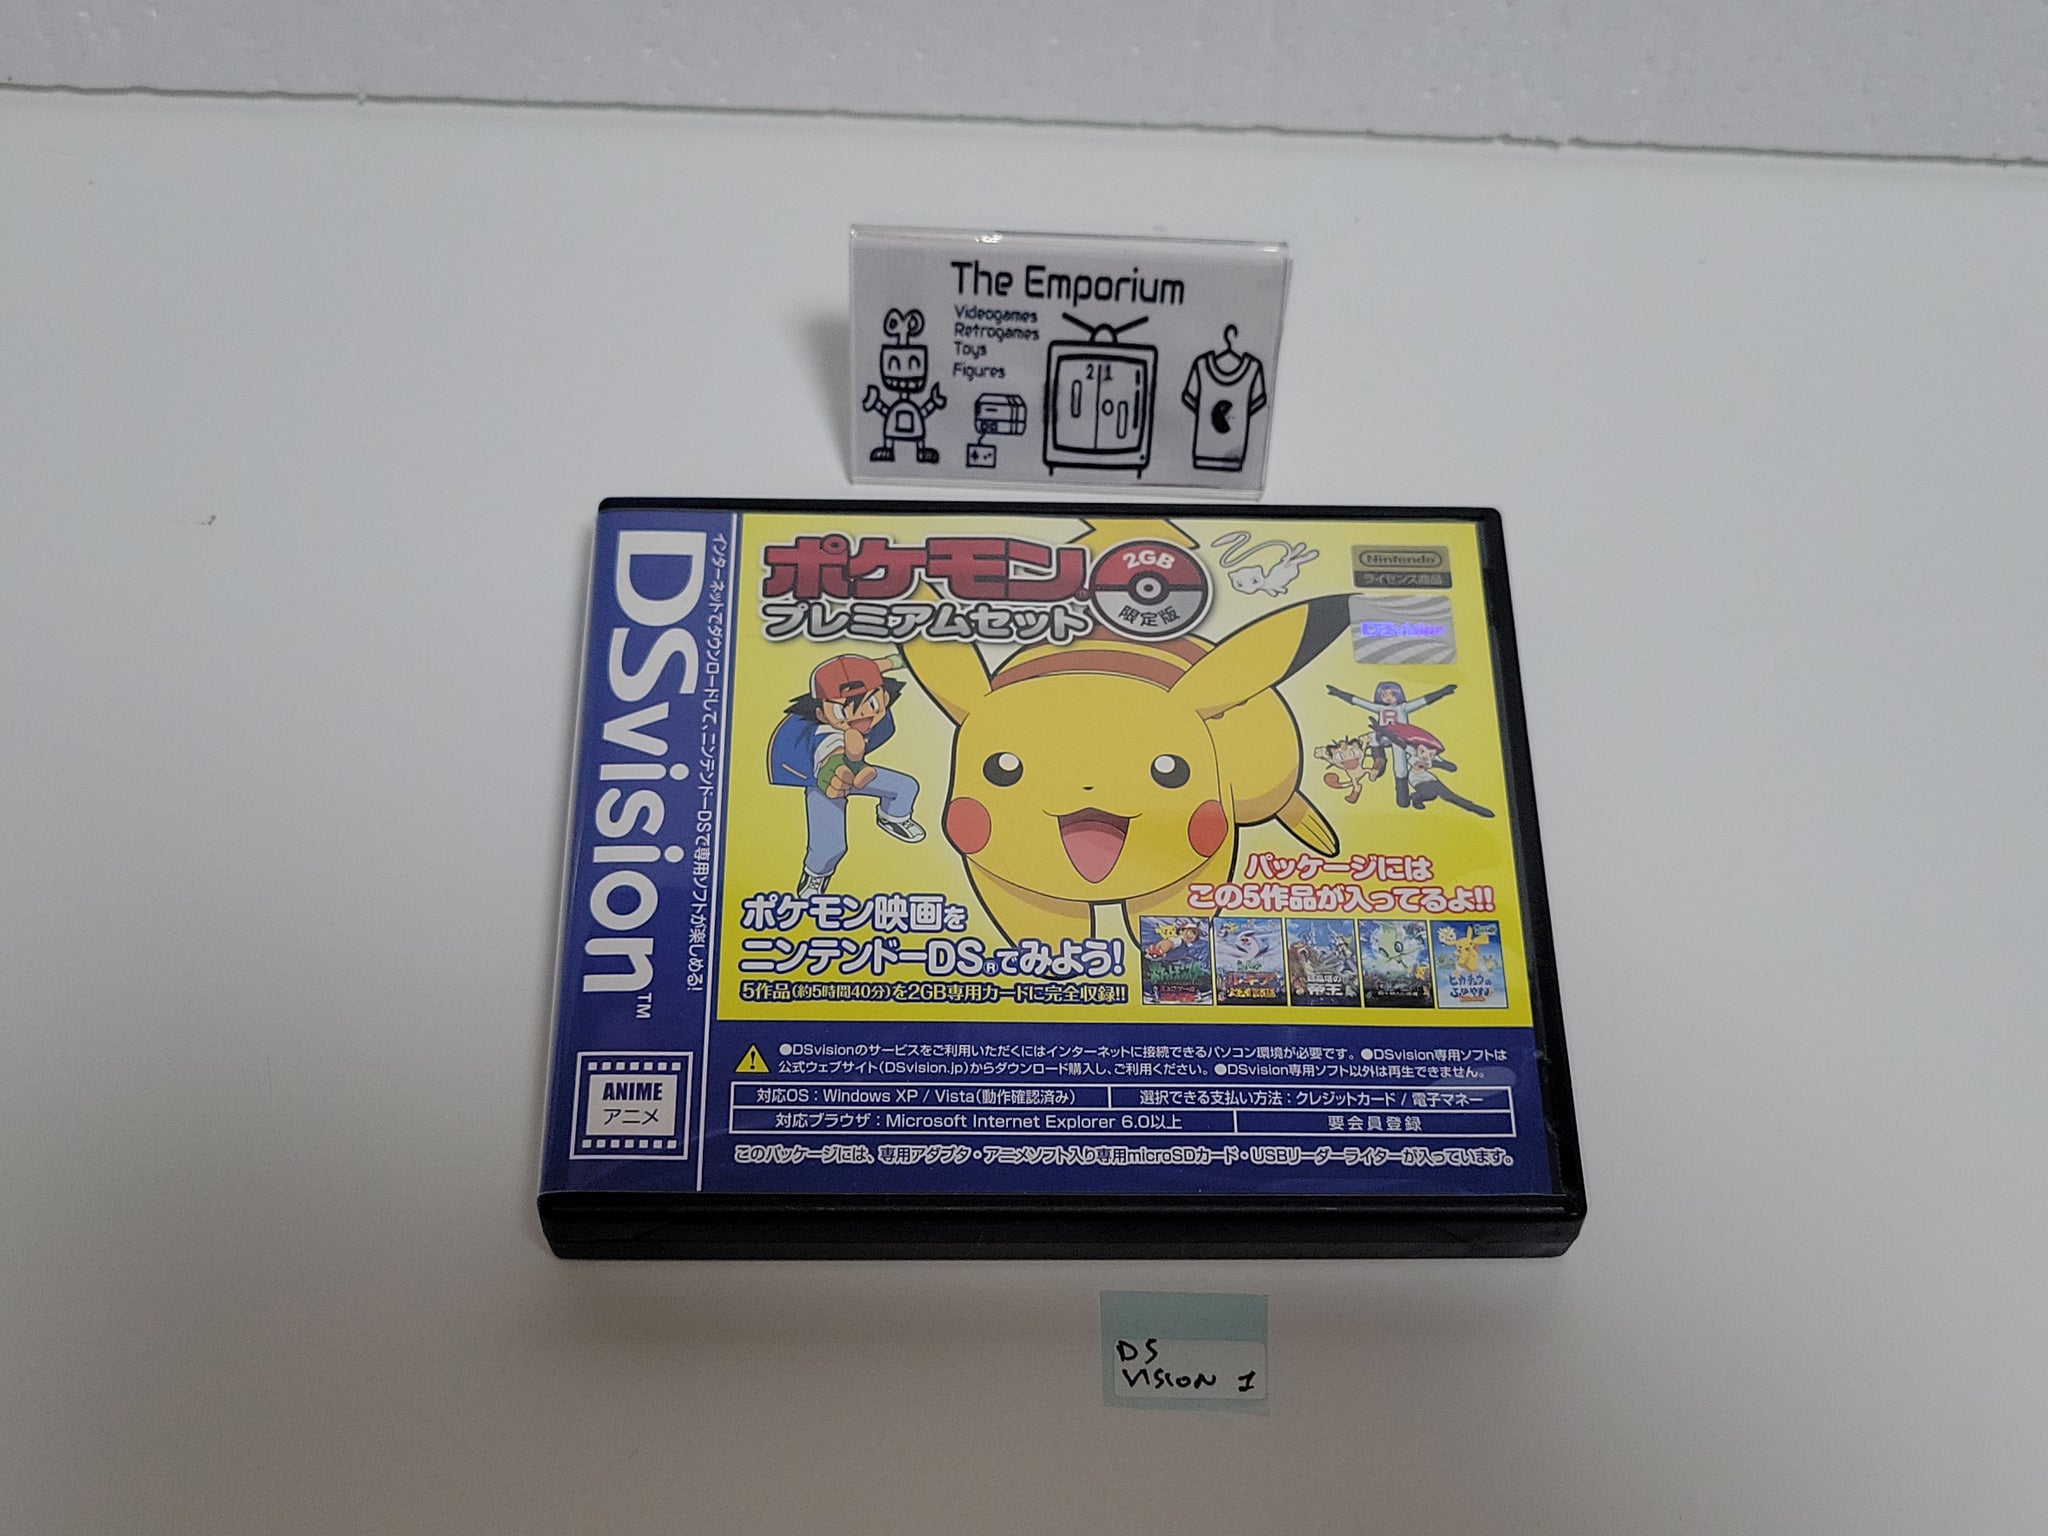 The Emporium
Videogames
Retrogames
Toys
Figures
2 1
DSvision™
インターネットでダウンロードして、ニンテンドーDSで専用ソフトが楽しめる!
ANIME
アニメ
ポケモン®
プレミアムセット
2GB
限定版
Nintendo
ライセンス商品
DSvision
R
パッケージには
この5作品が入ってるよ!!
ポケモン映画を
ニンテンドーDS®でみよう!
5作品(約5時間40分)を2GB専用カードに完全収録!!
●DSvisionのサービスをご利用いただくにはインターネットに接続できるパソコン環境が必要です。●DSvision専用ソフトは
公式ウェブサイト(DSvision.jp)からダウンロード購入し、ご利用ください。●DSvision専用ソフト以外は再生できません。
対応OS：Windows XP / Vista(動作確認済み)
選択できる支払い方法：クレジットカード / 電子マネー
対応ブラウザ：Microsoft Internet Explorer 6.0以上
要会員登録
このパッケージには、専用アダプタ・アニメソフト入り専用microSDカード・USBリーダーライターが入っています。
DS
VISION 1